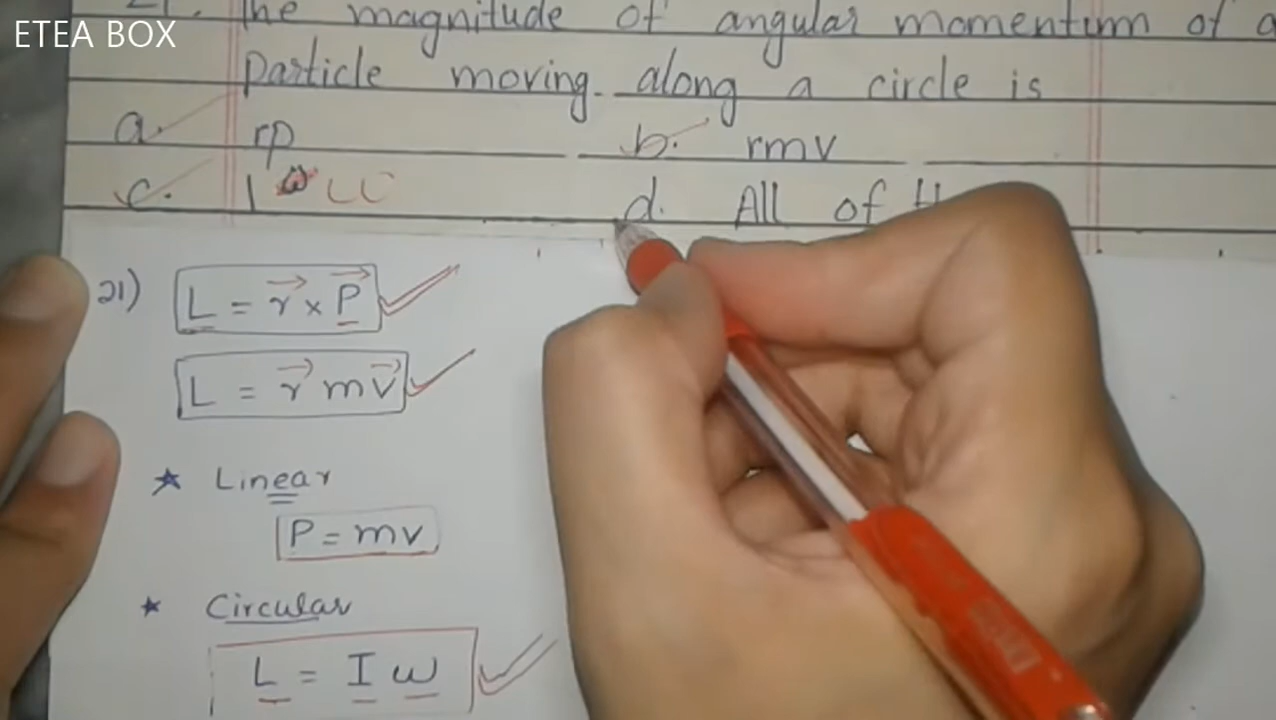 ETEA BOX
21. The magnitude of angular momentum of a
particle moving along a circle is
a. rp b. rmv
c. I ω d. All of
21) L = r⃗ × P⃗
L = r⃗ m v⃗
★ Linear
P = mv
★ Circular
L = I ω